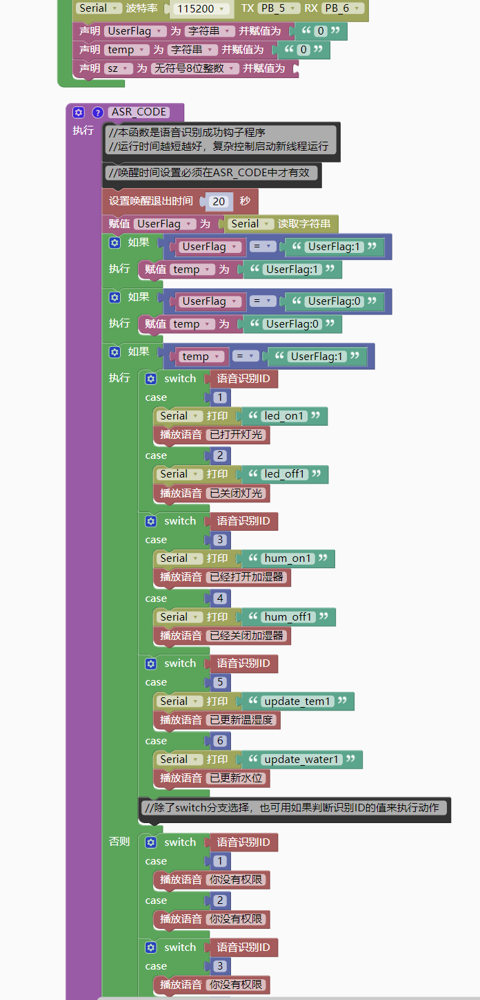 Serial 波特率 115200 TX PB_5 RX PB_6
声明 UserFlag 为 字符串 并赋值为 “ 0 ”
声明 temp 为 字符串 并赋值为 “ 0 ”
声明 sz 为 无符号8位整数 并赋值为
? ASR_CODE
执行 //本函数是语音识别成功钩子程序
//运行时间越短越好，复杂控制启动新线程运行
//唤醒时间设置必须在ASR_CODE中才有效
设置唤醒退出时间 20 秒
赋值 UserFlag 为 Serial 读取字符串
如果 UserFlag = “ UserFlag:1 ”
执行 赋值 temp 为 “ UserFlag:1 ”
如果 UserFlag = “ UserFlag:0 ”
执行 赋值 temp 为 “ UserFlag:0 ”
如果 temp = “ UserFlag:1 ”
执行 switch 语音识别ID
case 1
Serial 打印 “ led_on1 ”
播放语音 已打开灯光
case 2
Serial 打印 “ led_off1 ”
播放语音 已关闭灯光
switch 语音识别ID
case 3
Serial 打印 “ hum_on1 ”
播放语音 已经打开加湿器
case 4
Serial 打印 “ hum_off1 ”
播放语音 已经关闭加湿器
switch 语音识别ID
case 5
Serial 打印 “ update_tem1 ”
播放语音 已更新温湿度
case 6
Serial 打印 “ update_water1 ”
播放语音 已更新水位
//除了switch分支选择，也可用如果判断识别ID的值来执行动作
否则 switch 语音识别ID
case 1
播放语音 你没有权限
case 2
播放语音 你没有权限
switch 语音识别ID
case 3
播放语音 你没有权限